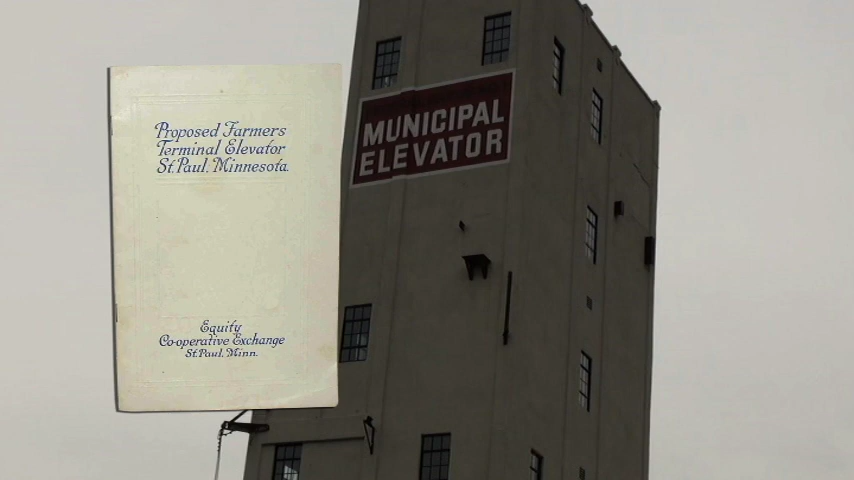 Proposed Farmers
Terminal Elevator
St. Paul, Minnesota.
Equity
Co-operative Exchange
St. Paul, Minn.
MUNICIPAL
ELEVATOR